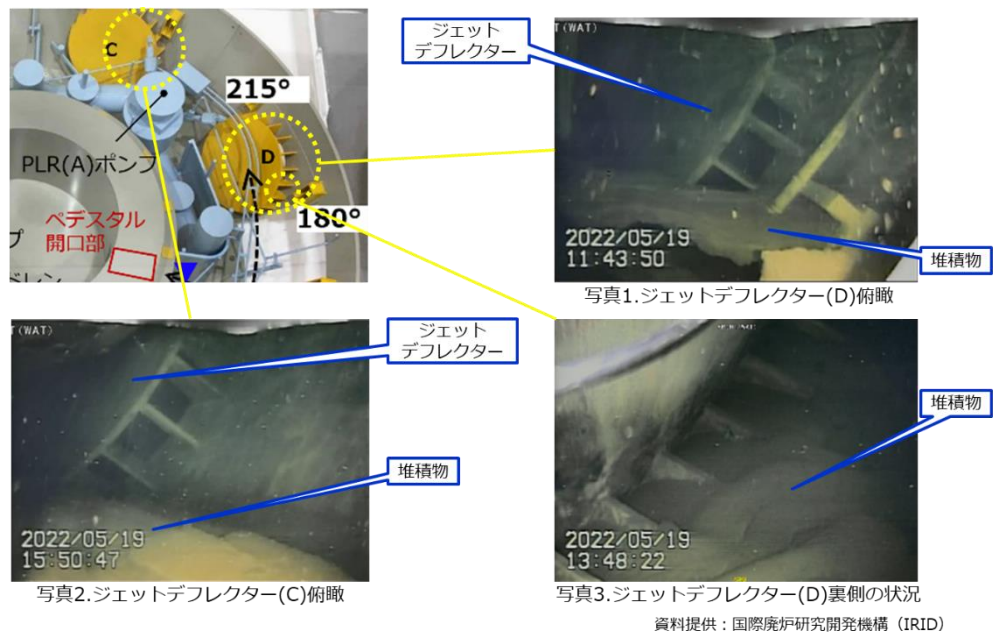 C
215°
D
PLR(A)ポンプ
180°
ペデスタル
開口部
プ
ベレン
ジェット
デフレクター
T(WAT)
堆積物
2022/05/19
11:43:50
写真1.ジェットデフレクター(D)俯瞰
T(WAT)
ジェット
デフレクター
堆積物
2022/05/19
15:50:47
写真2.ジェットデフレクター(C)俯瞰
堆積物
2022/05/19
13:48:22
写真3.ジェットデフレクター(D)裏側の状況
資料提供：国際廃炉研究開発機構（IRID）